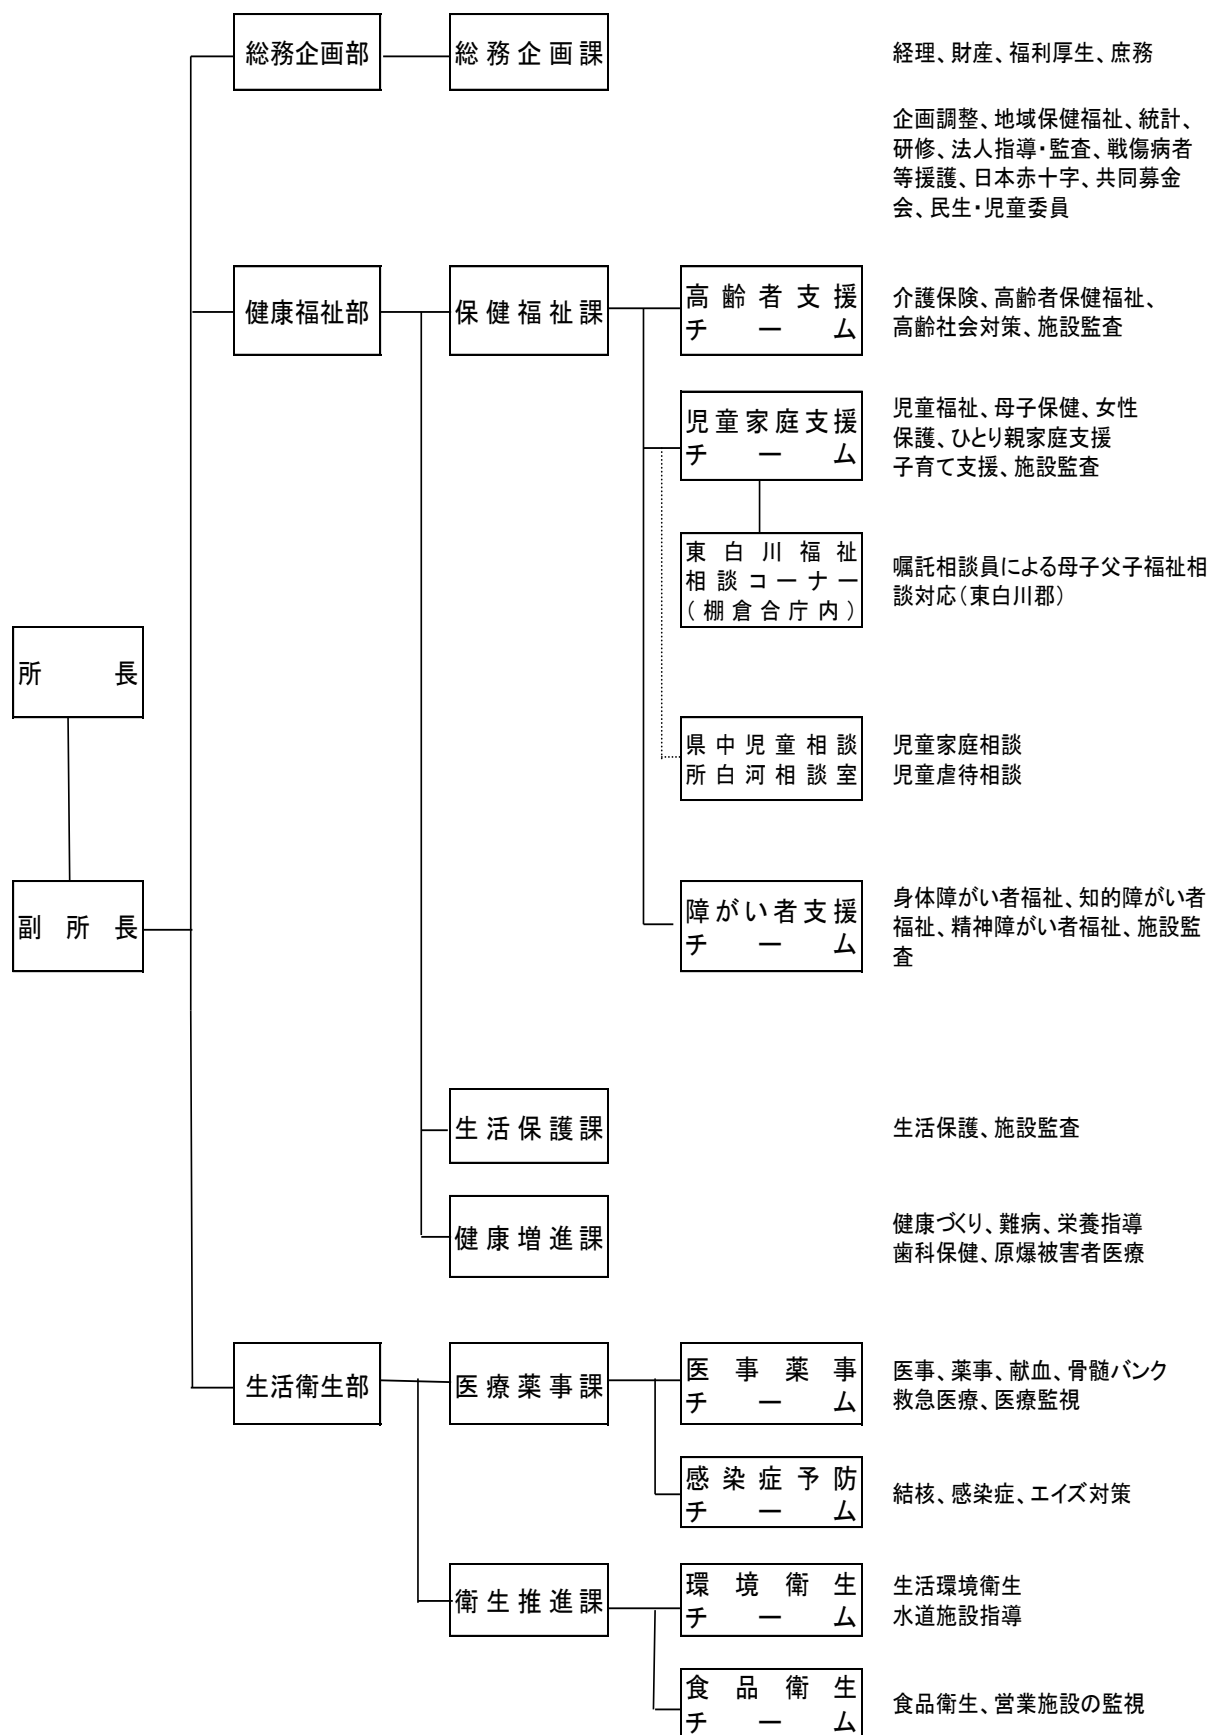 総務企画部
総務企画課
経理、財産、福利厚生、庶務
企画調整、地域保健福祉、統計、
研修、法人指導・監査、戦傷病者
等援護、日本赤十字、共同募金
会、民生・児童委員
健康福祉部
保健福祉課
高齢者支援
チーム
介護保険、高齢者保健福祉、
高齢社会対策、施設監査
児童家庭支援
チーム
児童福祉、母子保健、女性
保護、ひとり親家庭支援
子育て支援、施設監査
東白川福祉
相談コーナー
(棚倉合庁内)
嘱託相談員による母子父子福祉相
談対応(東白川郡)
所長
県中児童相談
所白河相談室
児童家庭相談
児童虐待相談
副所長
障がい者支援
チーム
身体障がい者福祉、知的障がい者
福祉、精神障がい者福祉、施設監
査
生活保護課
生活保護、施設監査
健康増進課
健康づくり、難病、栄養指導
歯科保健、原爆被害者医療
生活衛生部
医療薬事課
医事薬事
チーム
医事、薬事、献血、骨髄バンク
救急医療、医療監視
感染症予防
チーム
結核、感染症、エイズ対策
衛生推進課
環境衛生
チーム
生活環境衛生
水道施設指導
食品衛生
チーム
食品衛生、営業施設の監視